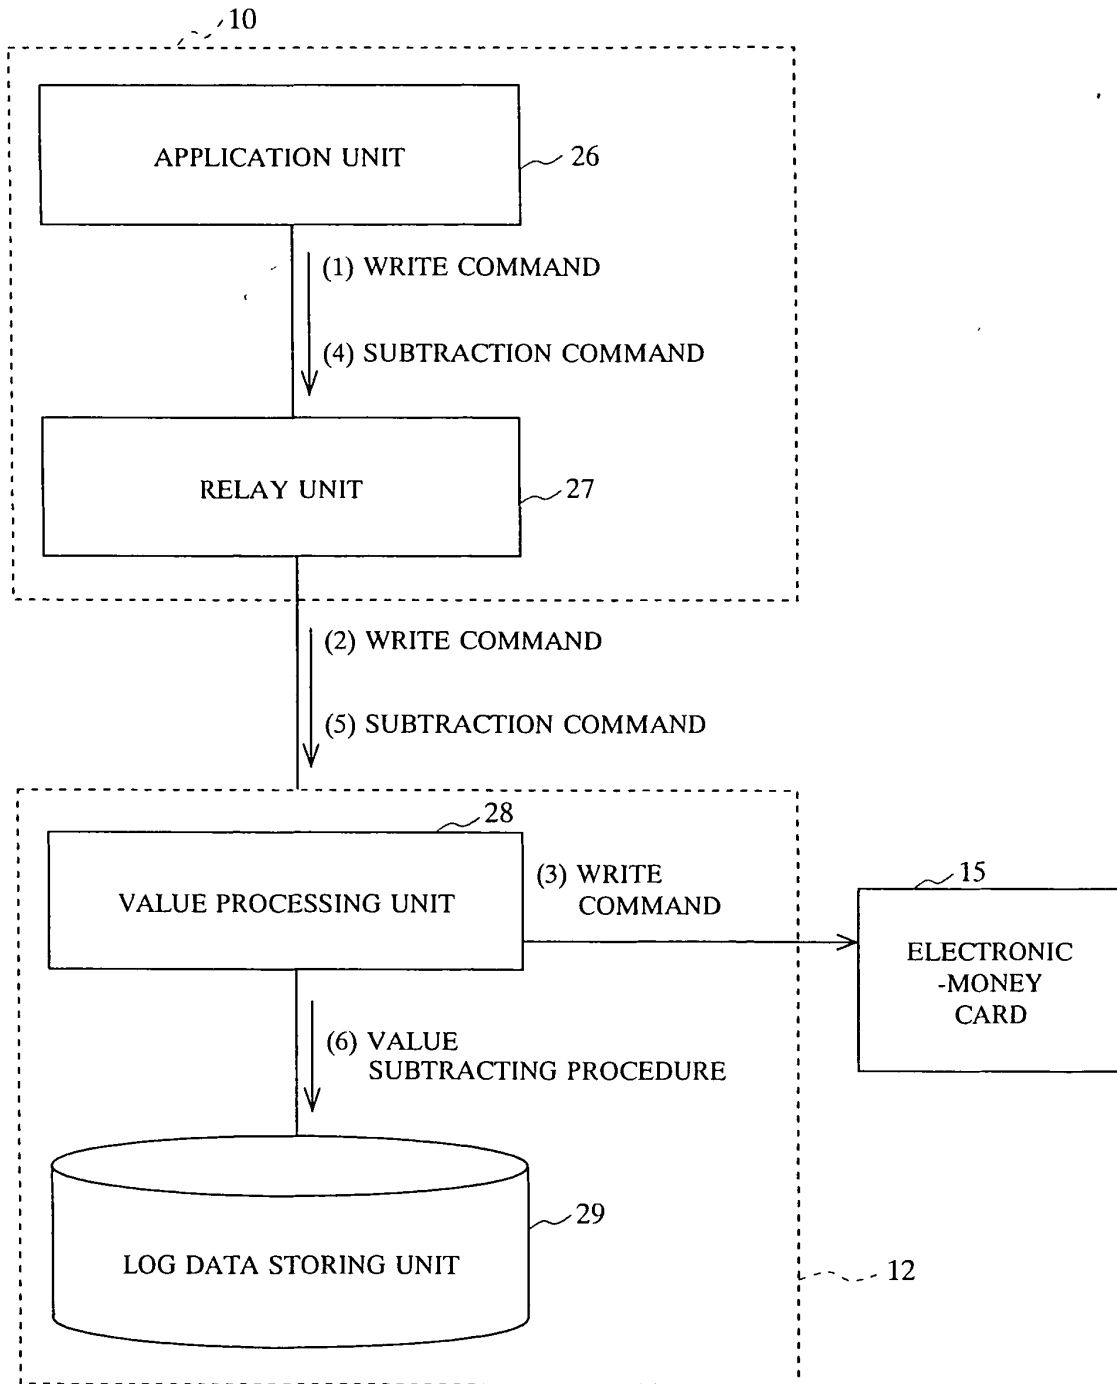 10
APPLICATION UNIT
26
(1) WRITE COMMAND
(4) SUBTRACTION COMMAND
RELAY UNIT
27
(2) WRITE COMMAND
(5) SUBTRACTION COMMAND
28
VALUE PROCESSING UNIT
(3) WRITE
COMMAND
15
ELECTRONIC
-MONEY
CARD
(6) VALUE
SUBTRACTING PROCEDURE
29
LOG DATA STORING UNIT
12